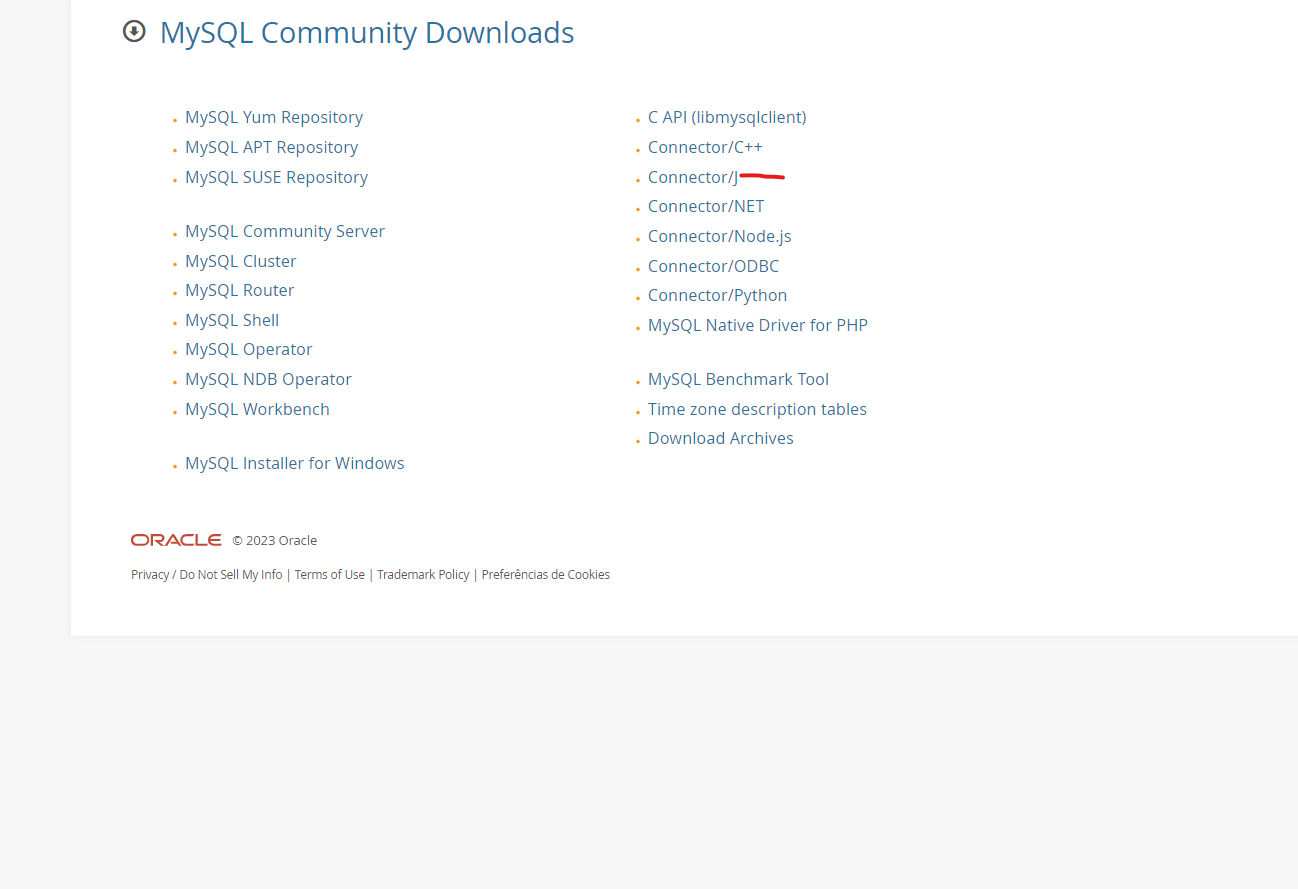 MySQL Community Downloads
MySQL Yum Repository
MySQL APT Repository
MySQL SUSE Repository
MySQL Community Server
MySQL Cluster
MySQL Router
MySQL Shell
MySQL Operator
MySQL NDB Operator
MySQL Workbench
MySQL Installer for Windows
C API (libmysqlclient)
Connector/C++
Connector/J
Connector/NET
Connector/Node.js
Connector/ODBC
Connector/Python
MySQL Native Driver for PHP
MySQL Benchmark Tool
Time zone description tables
Download Archives
ORACLE © 2023 Oracle
Privacy / Do Not Sell My Info | Terms of Use | Trademark Policy | Preferências de Cookies